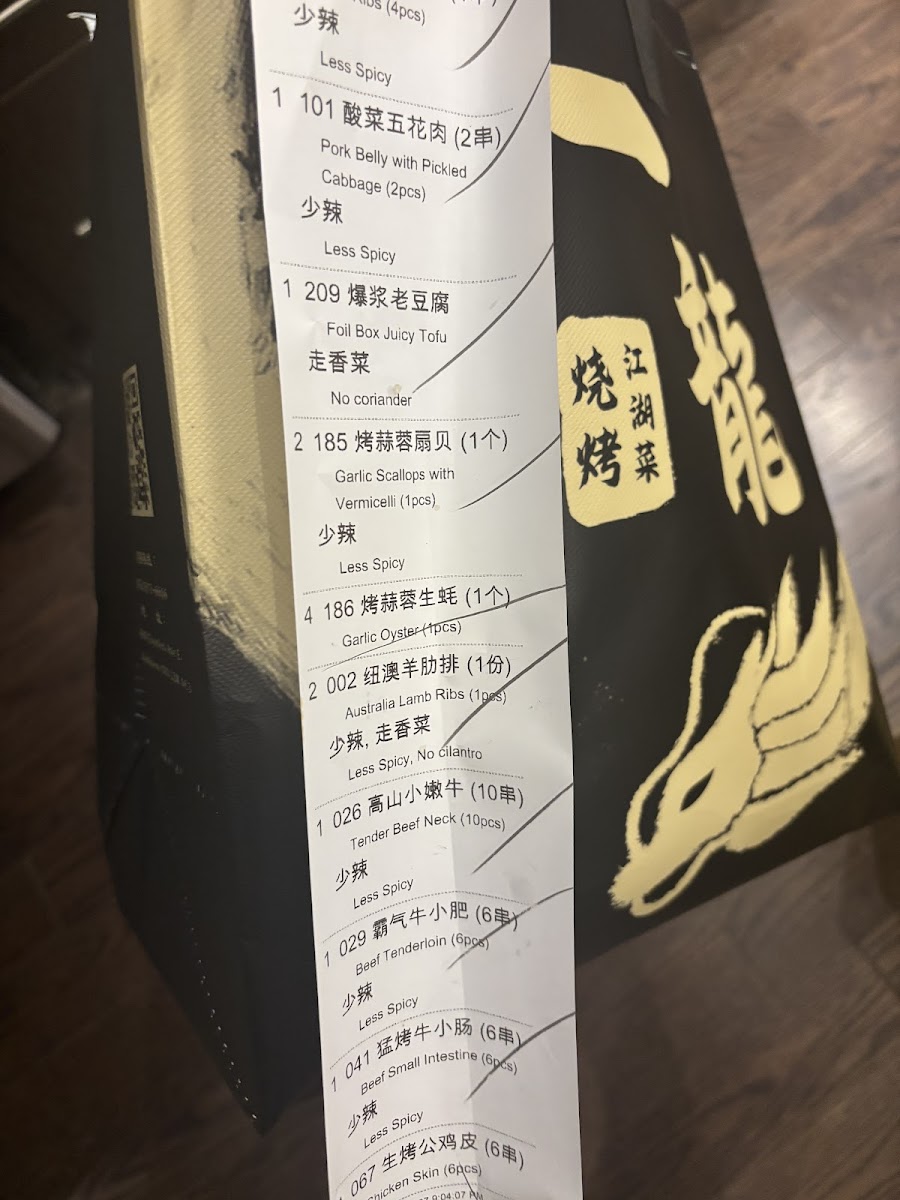 Ribs (4pcs)
少辣
Less Spicy
1 101 酸菜五花肉 (2串)
Pork Belly with Pickled
Cabbage (2pcs)
少辣
Less Spicy
1 209 爆浆老豆腐
Foil Box Juicy Tofu
走香菜
No coriander
2 185 烤蒜蓉扇贝 (1个)
Garlic Scallops with
Vermicelli (1pcs)
少辣
Less Spicy
4 186 烤蒜蓉生蚝 (1个)
Garlic Oyster (1pcs)
2 002 纽澳羊肋排 (1份)
Australia Lamb Ribs (1pcs)
少辣, 走香菜
Less Spicy, No cilantro
1 026 高山小嫩牛 (10串)
Tender Beef Neck (10pcs)
少辣
Less Spicy
1 029 霸气牛小肥 (6串)
Beef Tenderloin (6pcs)
少辣
Less Spicy
1 041 猛烤牛小肠 (6串)
Beef Small Intestine (6pcs)
少辣
Less Spicy
1 067 生烤公鸡皮 (6串)
Chicken Skin (6pcs)
9:04:07 PM
一龍
江湖菜
烧烤